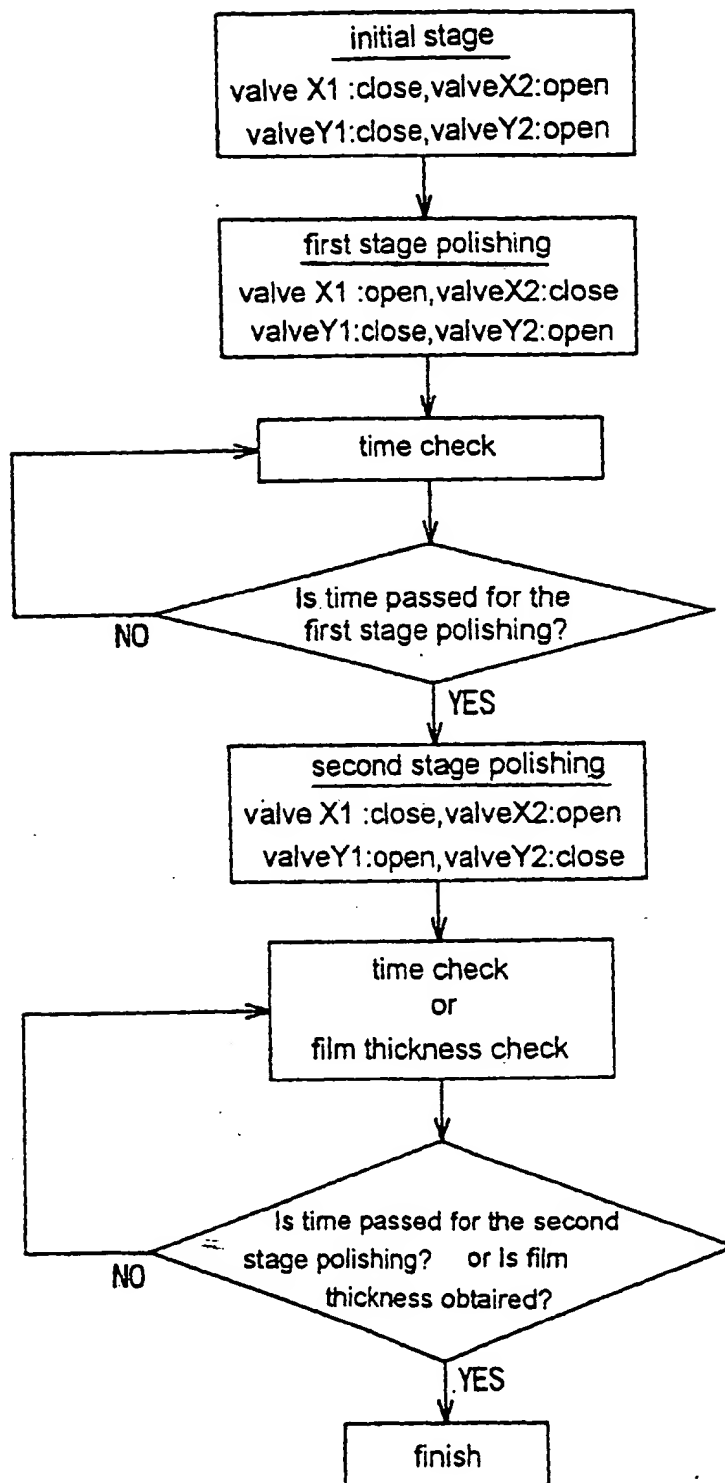 initial stage
valve X1 :close,valveX2:open
valveY1:close,valveY2:open
first stage polishing
valve X1 :open,valveX2:close
valveY1:close,valveY2:open
time check
Is time passed for the
first stage polishing?
NO
YES
second stage polishing
valve X1 :close,valveX2:open
valveY1:open,valveY2:close
time check
or
film thickness check
Is time passed for the second
stage polishing? or Is film
thickness obtaired?
NO
YES
finish